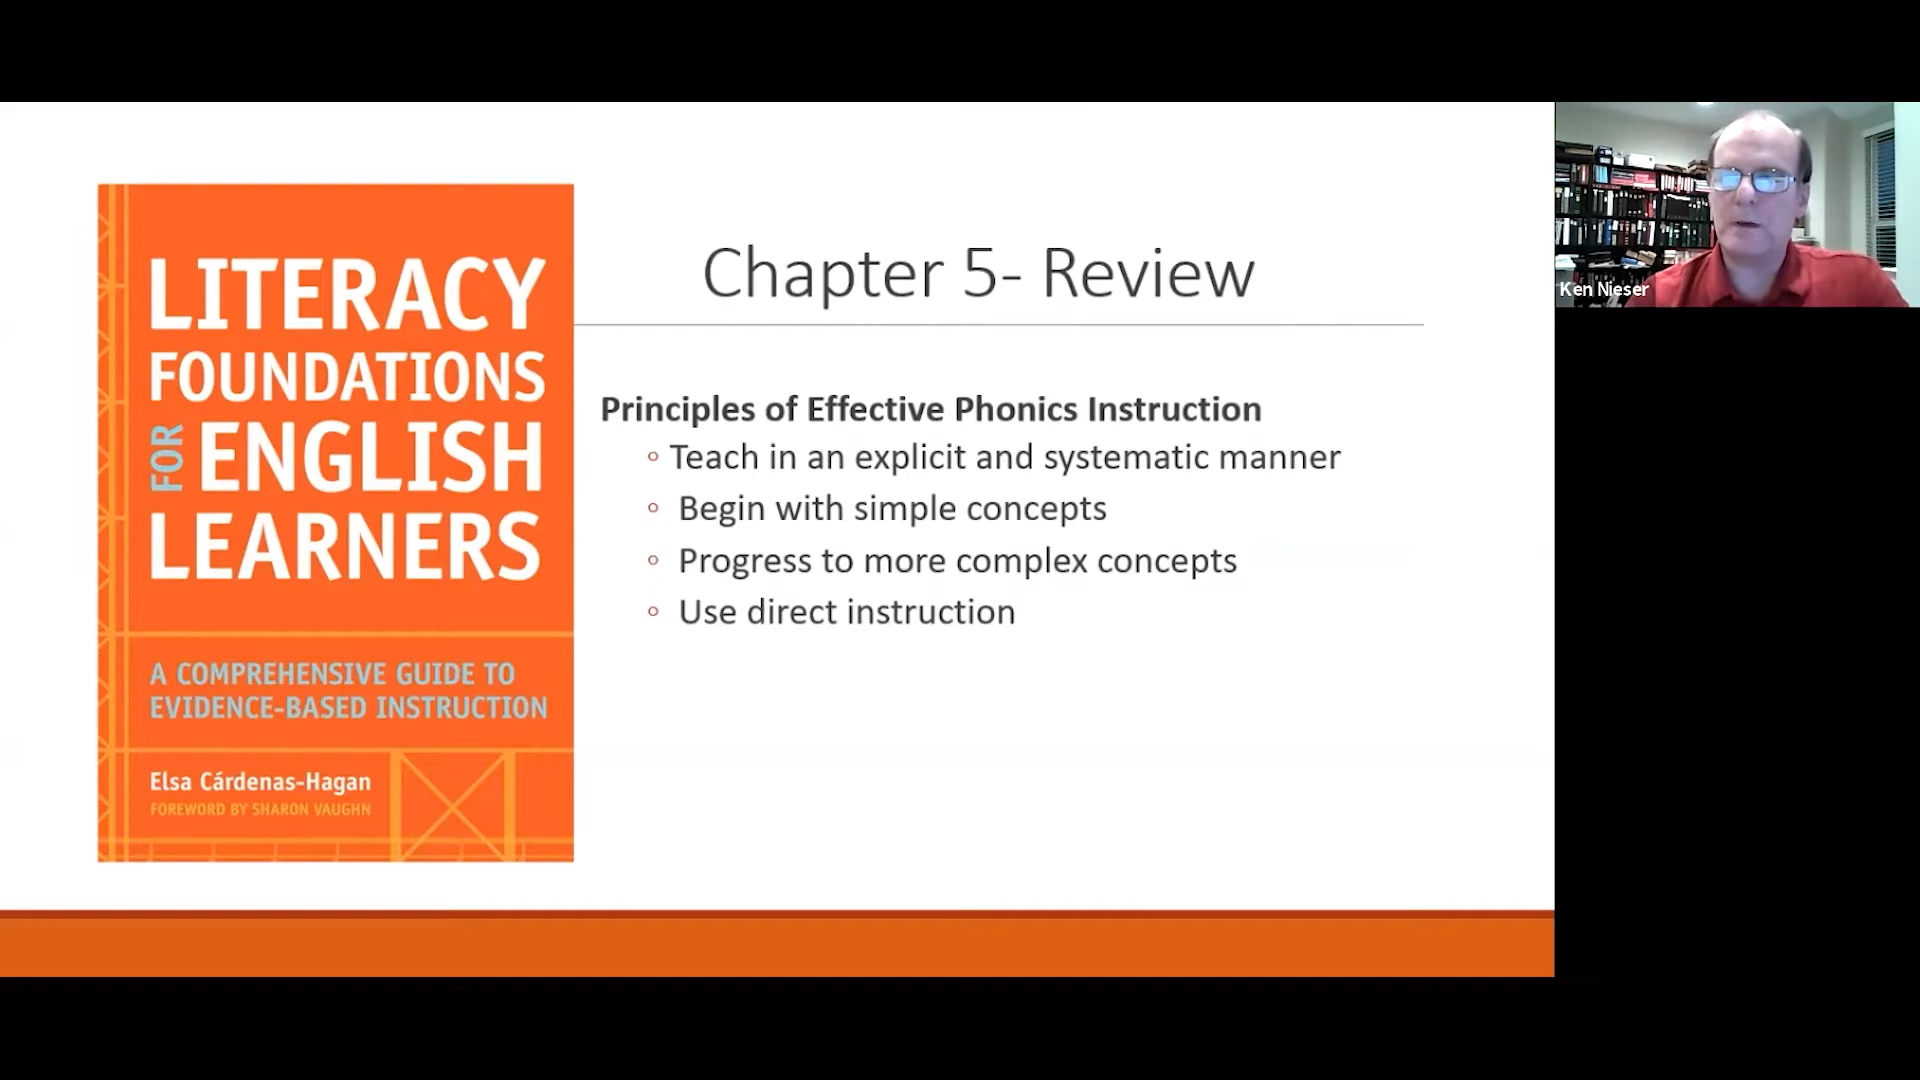 LITERACY
FOUNDATIONS
FOR ENGLISH
LEARNERS
A COMPREHENSIVE GUIDE TO
EVIDENCE-BASED INSTRUCTION
Elsa Cárdenas-Hagan
FOREWORD BY SHARON VAUGHN
Chapter 5- Review
Principles of Effective Phonics Instruction
◦ Teach in an explicit and systematic manner
◦ Begin with simple concepts
◦ Progress to more complex concepts
◦ Use direct instruction
Ken Nieser